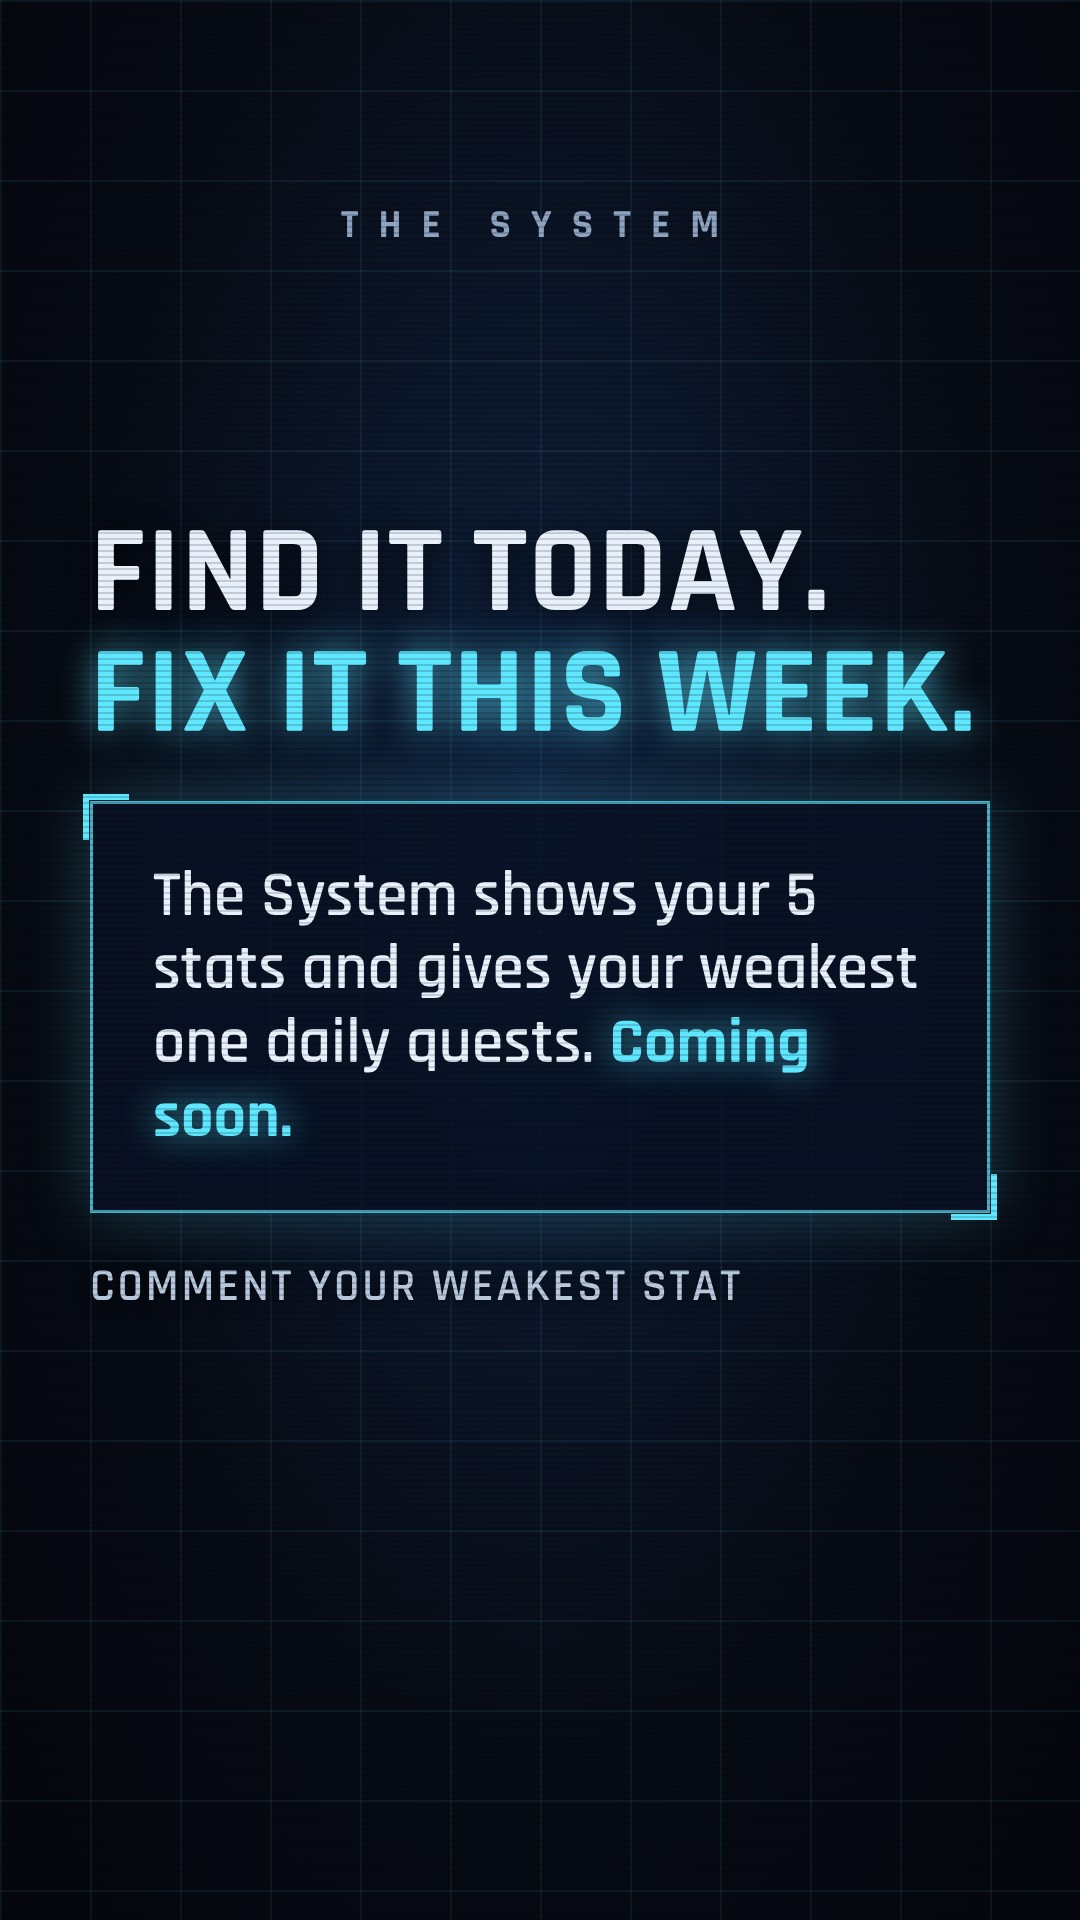 THE SYSTEM
FIND IT TODAY.
FIX IT THIS WEEK.
The System shows your 5
stats and gives your weakest
one daily quests. Coming
soon.
COMMENT YOUR WEAKEST STAT